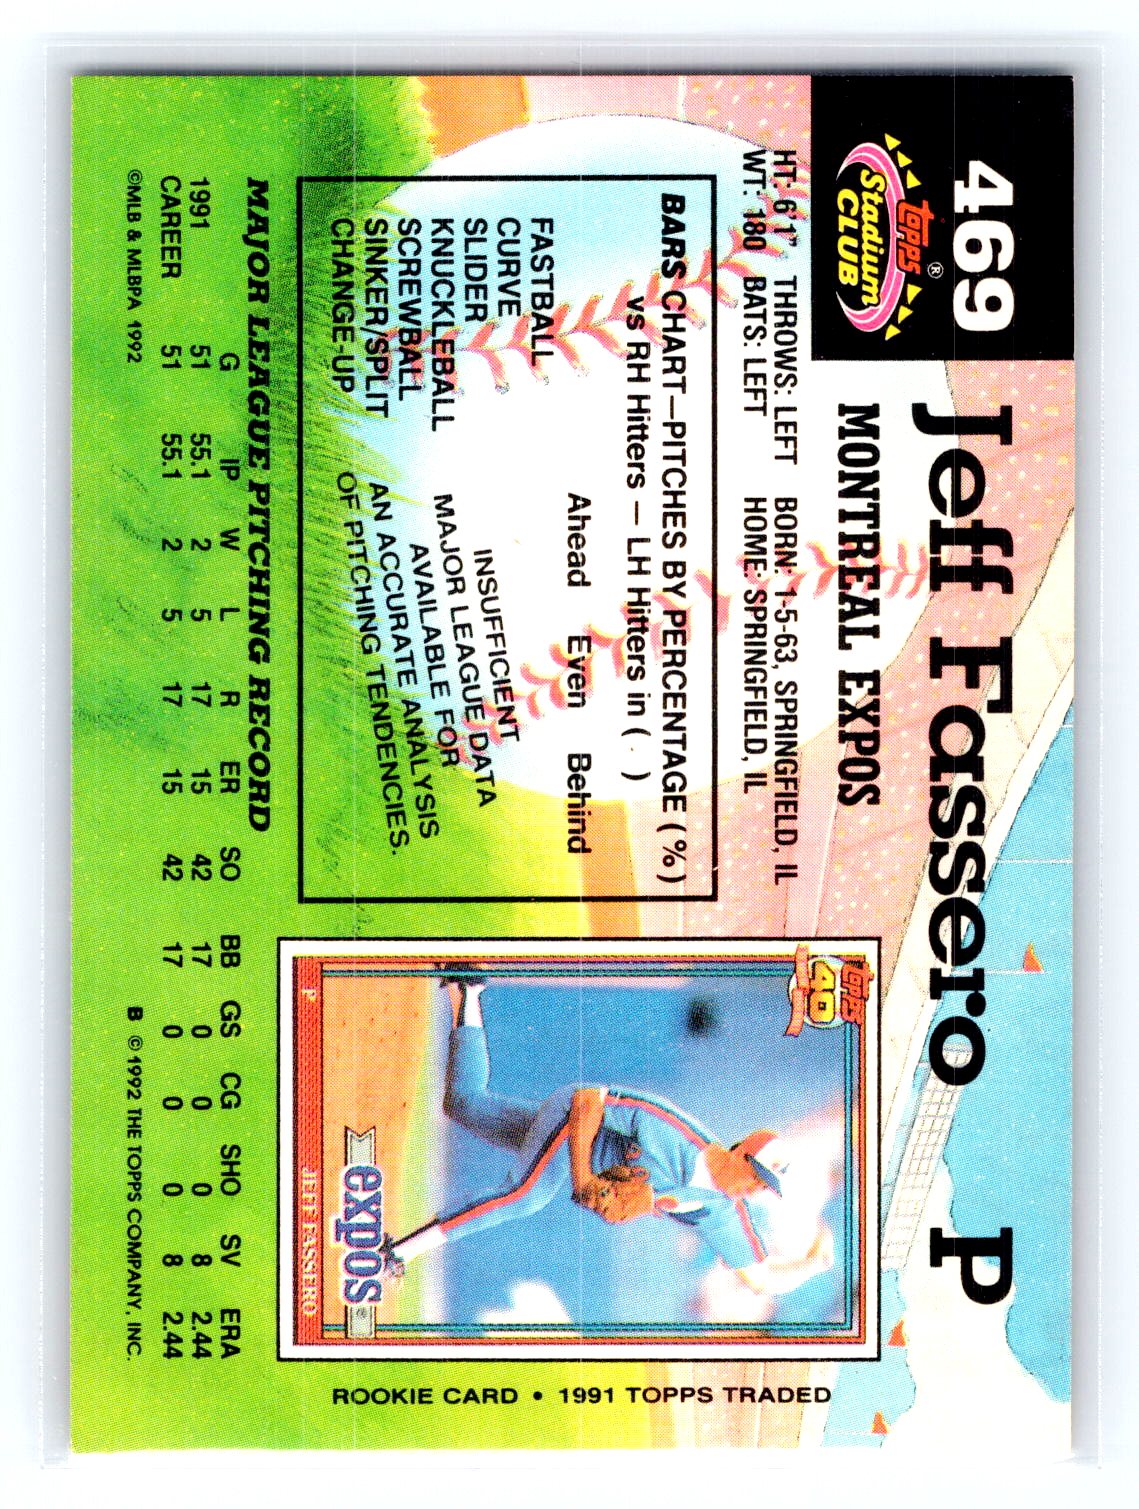 469
Topps ®
Stadium
CLUB
Jeff Fassero P
MONTREAL EXPOS
HT: 6'1" THROWS: LEFT BORN: 1-5-63, SPRINGFIELD, IL
WT: 180 BATS: LEFT HOME: SPRINGFIELD, IL
BARS CHART—PITCHES BY PERCENTAGE (%)
vs RH Hitters — LH Hitters in ( )
Ahead Even Behind
FASTBALL
CURVE
SLIDER
KNUCKLEBALL
SCREWBALL
SINKER/SPLIT
CHANGE-UP
INSUFFICIENT
MAJOR LEAGUE DATA
AVAILABLE FOR
AN ACCURATE ANALYSIS
OF PITCHING TENDENCIES.
Topps
40
expos
P JEFF FASSERO
ROOKIE CARD • 1991 TOPPS TRADED
MAJOR LEAGUE PITCHING RECORD
G IP W L R ER SO BB GS CG SHO SV ERA
1991 51 55.1 2 5 17 15 42 17 0 0 0 8 2.44
CAREER 51 55.1 2 5 17 15 42 17 0 0 0 8 2.44
©MLB & MLBPA 1992 B ©1992 THE TOPPS COMPANY, INC.